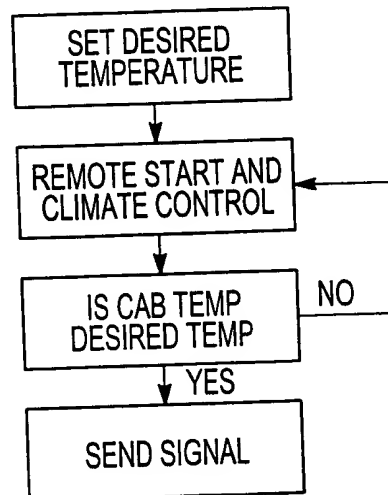 SET DESIRED
TEMPERATURE
REMOTE START AND
CLIMATE CONTROL
IS CAB TEMP
DESIRED TEMP
NO
YES
SEND SIGNAL